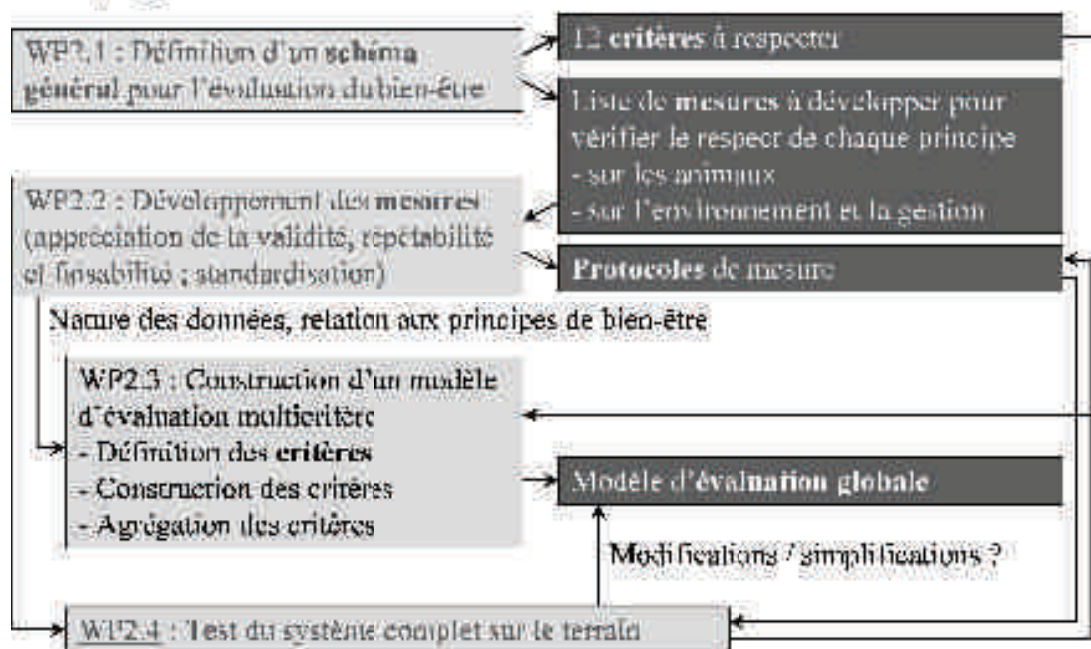 WP2.1 : Définition d'un schéma
général pour l'évaluation du bien-être
12 critères à respecter
Liste de mesures à développer pour
vérifier le respect de chaque principe
- sur les animaux
- sur l'environnement et la gestion
WP2.2 : Développement des mesures
(appréciation de la validité, répétabilité
et faisabilité ; standardisation)
Protocoles de mesure
Nature des données, relation aux principes de bien-être
WP2.3 : Construction d'un modèle
d'évaluation multicritère
- Définition des critères
- Construction des critères
- Agrégation des critères
Modèle d'évaluation globale
Modifications / simplifications ?
WP2.4 : Test du système complet sur le terrain